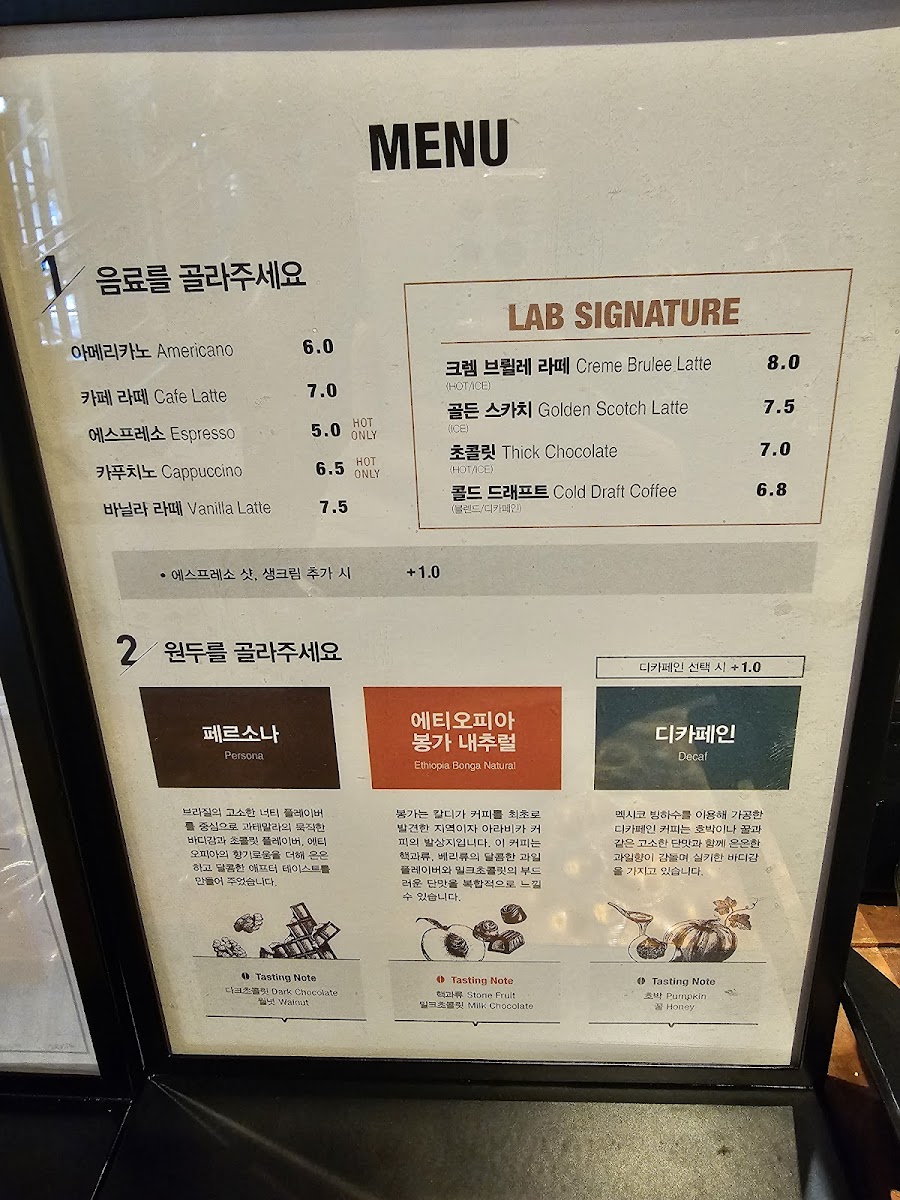 MENU
1 음료를 골라주세요
아메리카노 Americano 6.0
카페 라떼 Cafe Latte 7.0
에스프레소 Espresso 5.0 HOT ONLY
카푸치노 Cappuccino 6.5 HOT ONLY
바닐라 라떼 Vanilla Latte 7.5
LAB SIGNATURE
크렘 브륄레 라떼 Creme Brulee Latte 8.0
(HOT/ICE)
골든 스카치 Golden Scotch Latte 7.5
(ICE)
초콜릿 Thick Chocolate 7.0
(HOT/ICE)
콜드 드래프트 Cold Draft Coffee 6.8
(블렌드/디카페인)
• 에스프레소 샷, 생크림 추가 시 +1.0
2 원두를 골라주세요
디카페인 선택 시 +1.0
페르소나
Persona
브라질의 고소한 너티 플레이버
를 중심으로 과테말라의 묵직한
바디감과 초콜릿 플레이버, 에티
오피아의 향기로움을 더해 은은
하고 달콤한 애프터 테이스트를
만들어 주었습니다.
Tasting Note
다크초콜릿 Dark Chocolate
월넛 Walnut
에티오피아
봉가 내추럴
Ethiopia Bonga Natural
봉가는 칼디가 커피를 최초로
발견한 지역이자 아라비카 커
피의 발상지입니다. 이 커피는
핵과류, 베리류의 달콤한 과일
플레이버와 밀크초콜릿의 부드
러운 단맛을 복합적으로 느낄
수 있습니다.
Tasting Note
핵과류 Stone Fruit
밀크초콜릿 Milk Chocolate
디카페인
Decaf
멕시코 빙하수를 이용해 가공한
디카페인 커피는 호박이나 꿀과
같은 고소한 단맛과 함께 은은한
과일향이 감돌며 실키한 바디감
을 가지고 있습니다.
Tasting Note
호박 Pumpkin
꿀 Honey